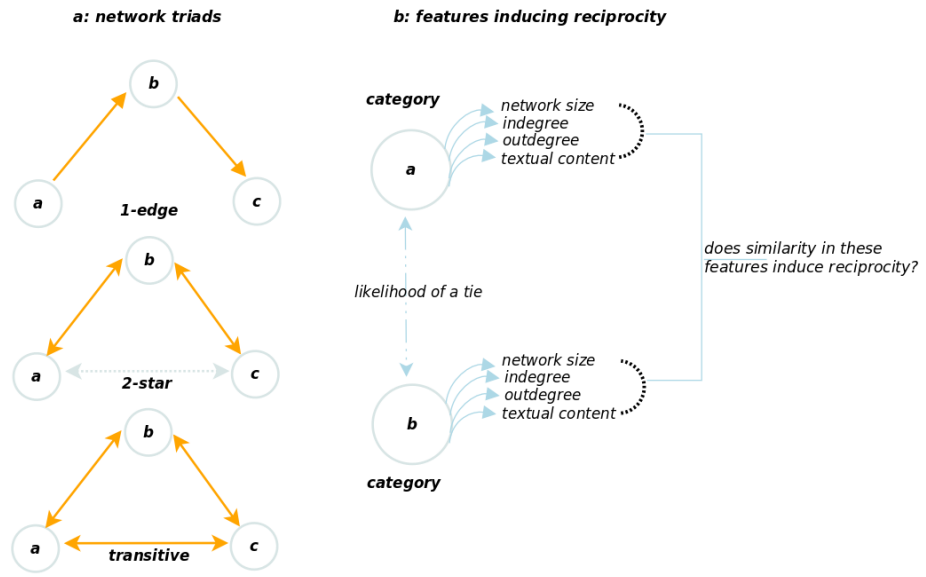 a: network triads
b
a
c
1-edge
b
a
c
2-star
b
a
c
transitive
b: features inducing reciprocity
category
a
network size
indegree
outdegree
textual content
likelihood of a tie
does similarity in these
features induce reciprocity?
network size
indegree
outdegree
textual content
b
category